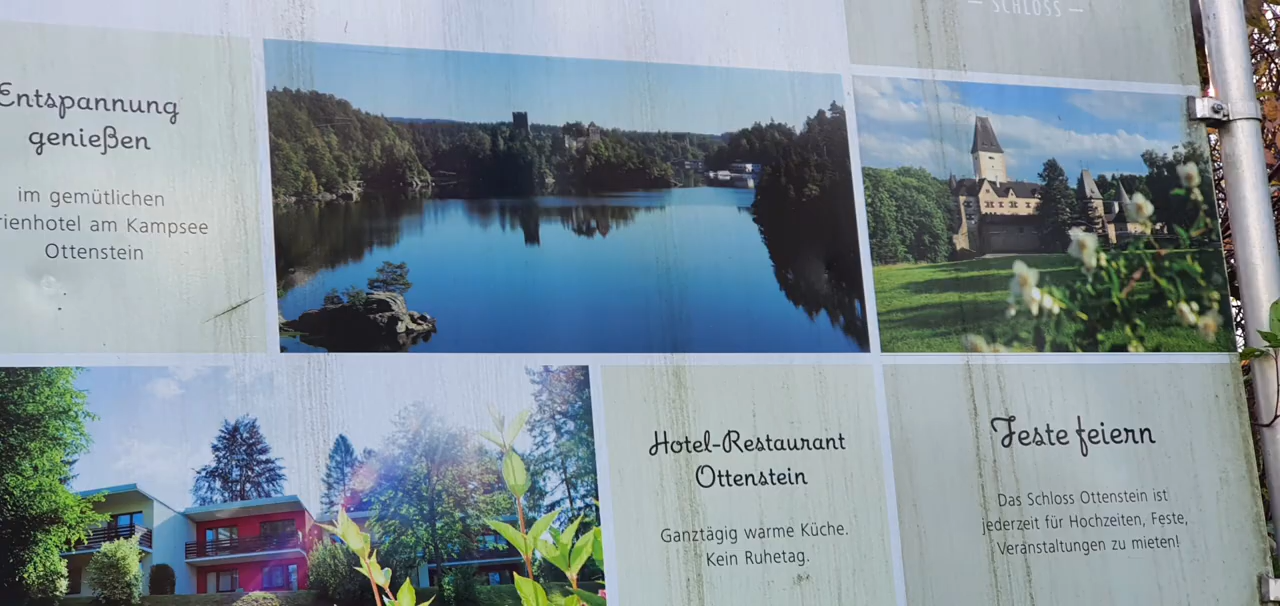 — SCHLOSS —
Entspannung
genießen
im gemütlichen
rienhotel am Kampsee
Ottenstein
Hotel-Restaurant
Ottenstein
Ganztägig warme Küche.
Kein Ruhetag.
Feste feiern
Das Schloss Ottenstein ist
jederzeit für Hochzeiten, Feste,
Veranstaltungen zu mieten!